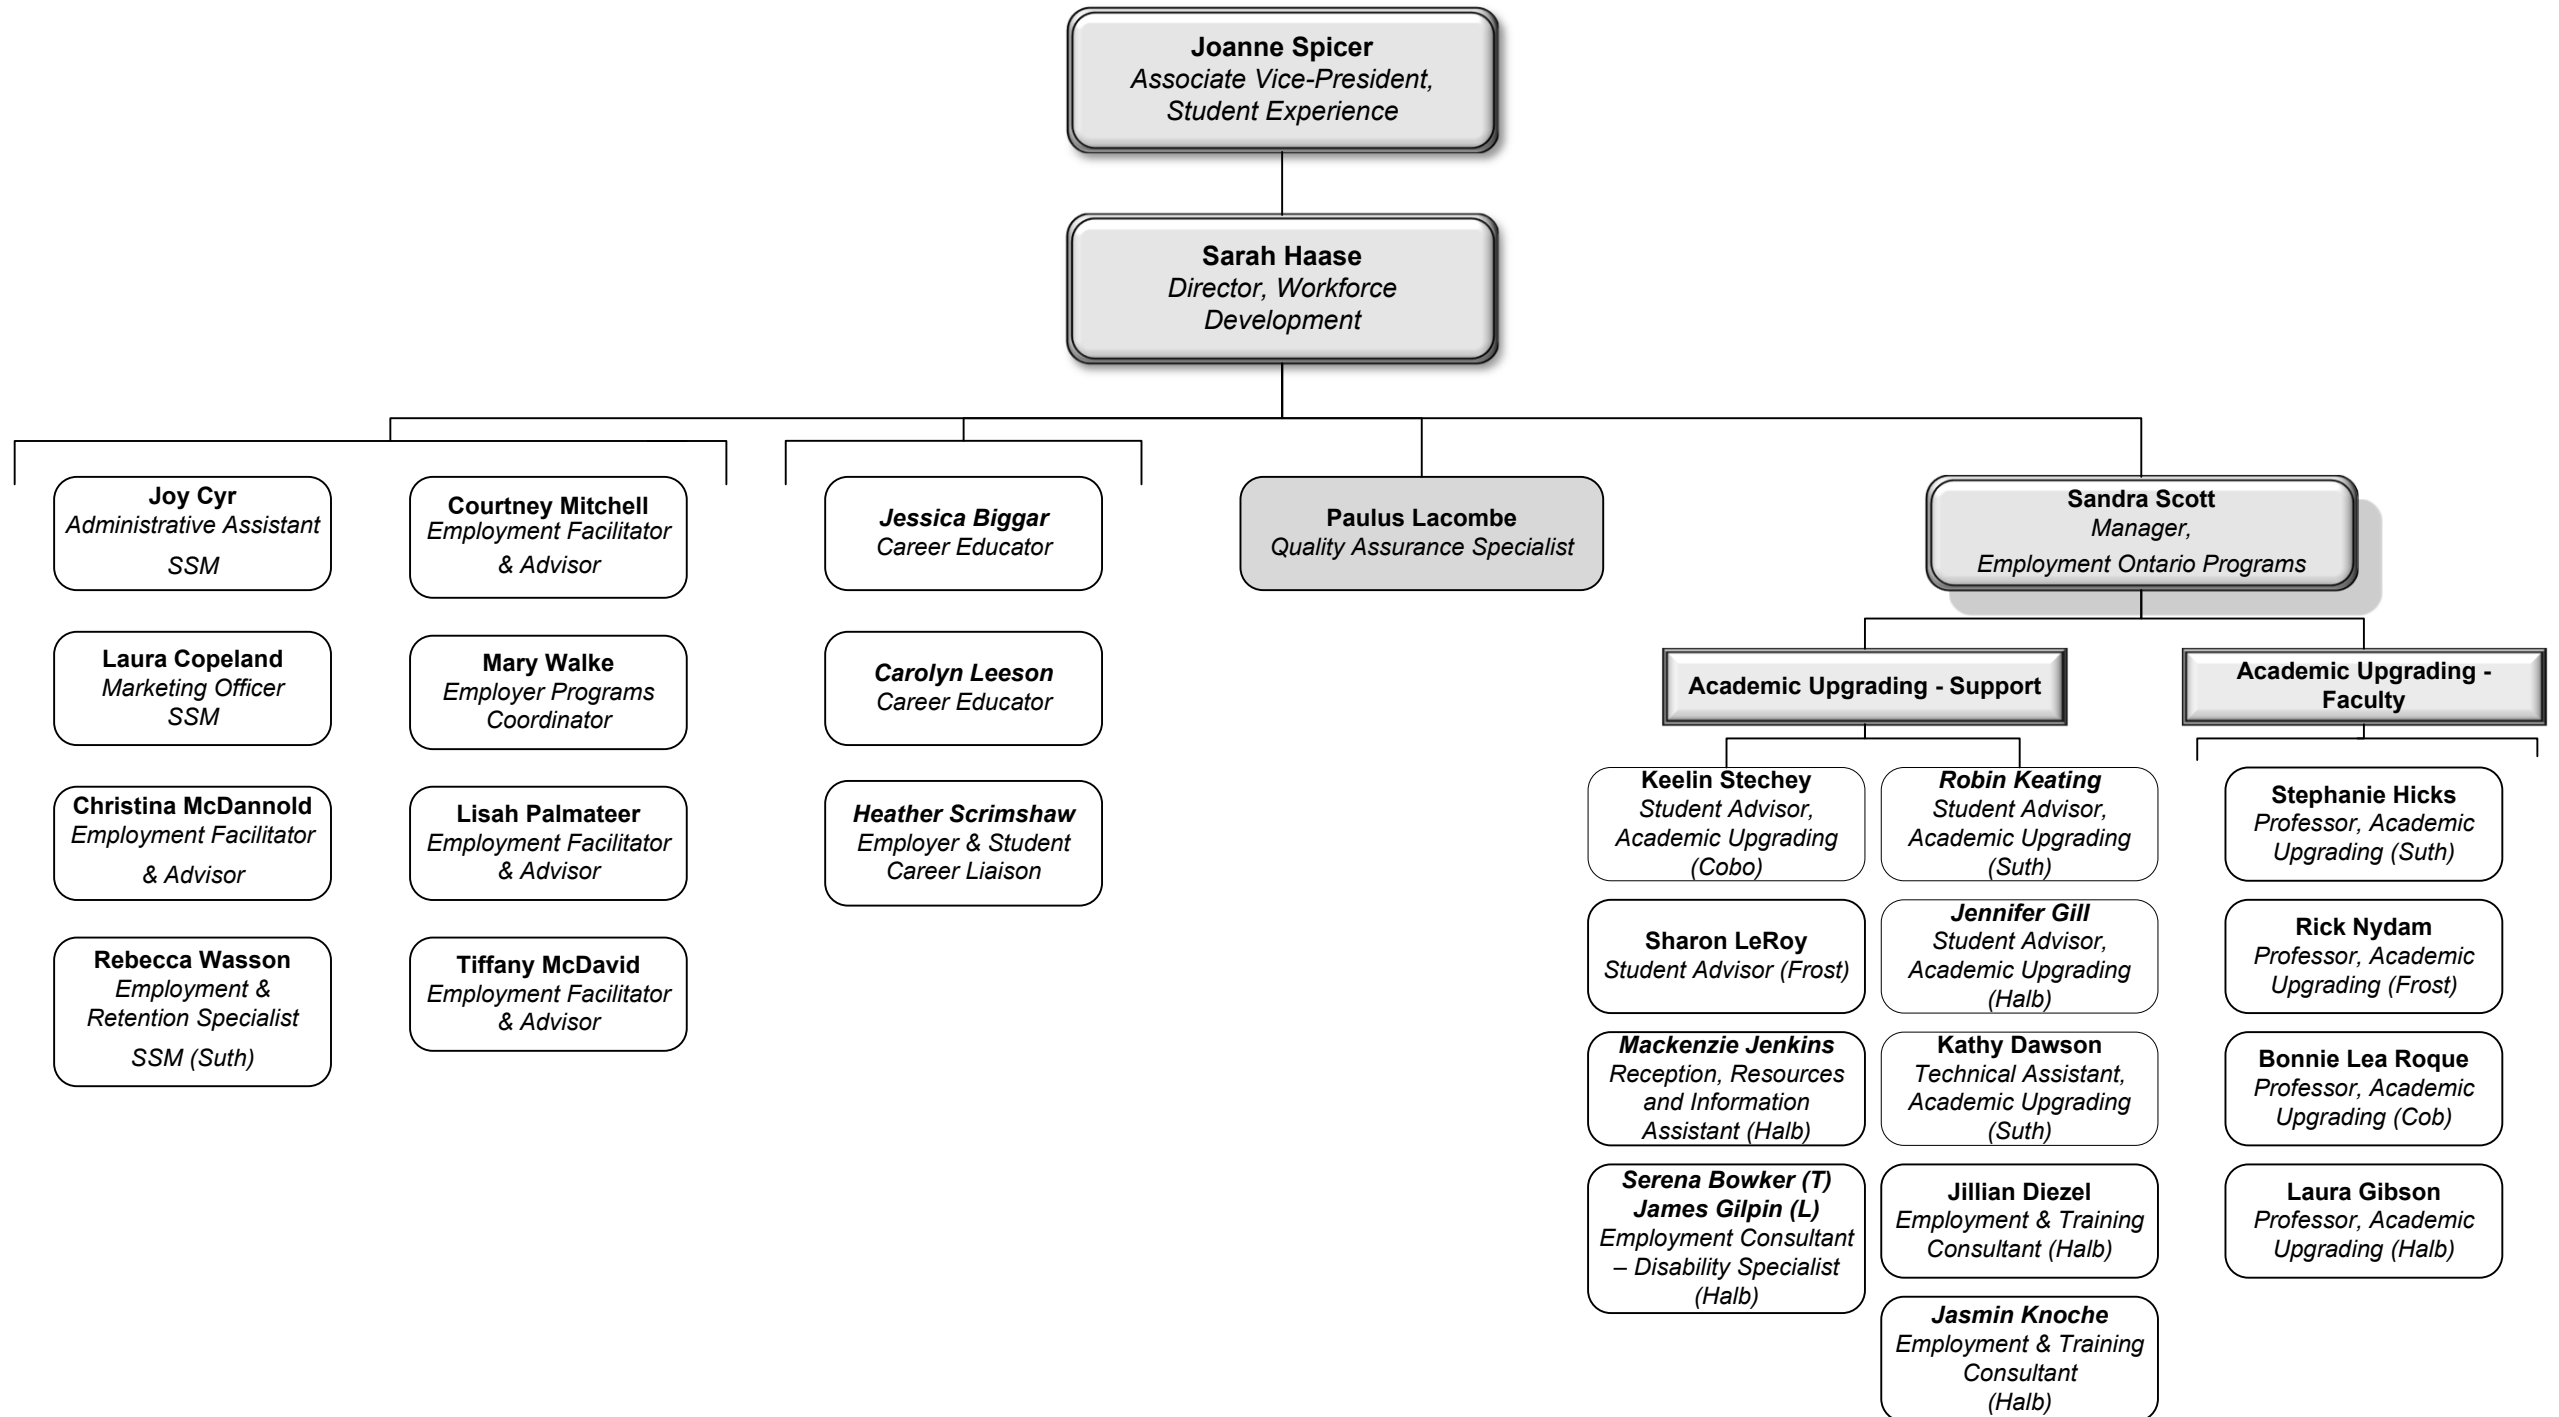 Joanne Spicer
Associate Vice-President,
Student Experience
Sarah Haase
Director, Workforce
Development
Joy Cyr
Administrative Assistant
SSM
Laura Copeland
Marketing Officer
SSM
Christina McDannold
Employment Facilitator
& Advisor
Rebecca Wasson
Employment &
Retention Specialist
SSM (Suth)
Courtney Mitchell
Employment Facilitator
& Advisor
Mary Walke
Employer Programs
Coordinator
Lisah Palmateer
Employment Facilitator
& Advisor
Tiffany McDavid
Employment Facilitator
& Advisor
Jessica Biggar
Career Educator
Carolyn Leeson
Career Educator
Heather Scrimshaw
Employer & Student
Career Liaison
Paulus Lacombe
Quality Assurance Specialist
Sandra Scott
Manager,
Employment Ontario Programs
Academic Upgrading - Support
Keelin Stechey
Student Advisor,
Academic Upgrading
(Cobo)
Sharon LeRoy
Student Advisor (Frost)
Mackenzie Jenkins
Reception, Resources
and Information
Assistant (Halb)
Serena Bowker (T)
James Gilpin (L)
Employment Consultant
– Disability Specialist
(Halb)
Robin Keating
Student Advisor,
Academic Upgrading
(Suth)
Jennifer Gill
Student Advisor,
Academic Upgrading
(Halb)
Kathy Dawson
Technical Assistant,
Academic Upgrading
(Suth)
Jillian Diezel
Employment & Training
Consultant (Halb)
Jasmin Knoche
Employment & Training
Consultant
(Halb)
Academic Upgrading -
Faculty
Stephanie Hicks
Professor, Academic
Upgrading (Suth)
Rick Nydam
Professor, Academic
Upgrading (Frost)
Bonnie Lea Roque
Professor, Academic
Upgrading (Cob)
Laura Gibson
Professor, Academic
Upgrading (Halb)